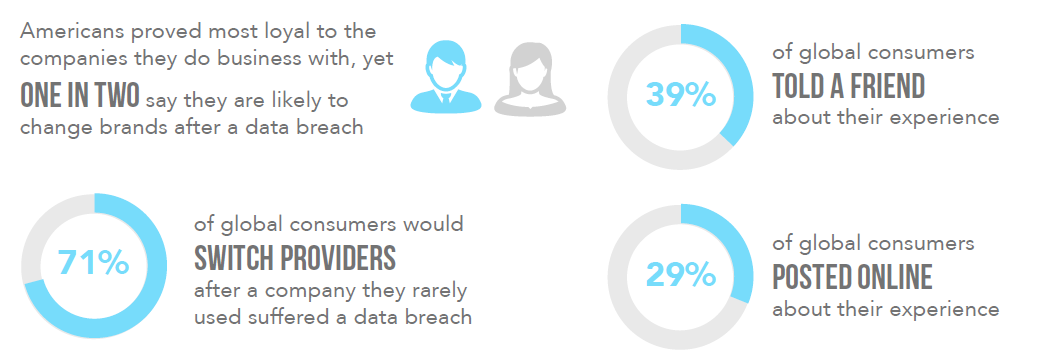 Americans proved most loyal to the
companies they do business with, yet
ONE IN TWO say they are likely to
change brands after a data breach
39%
of global consumers
TOLD A FRIEND
about their experience
71%
of global consumers would
SWITCH PROVIDERS
after a company they rarely
used suffered a data breach
29%
of global consumers
POSTED ONLINE
about their experience